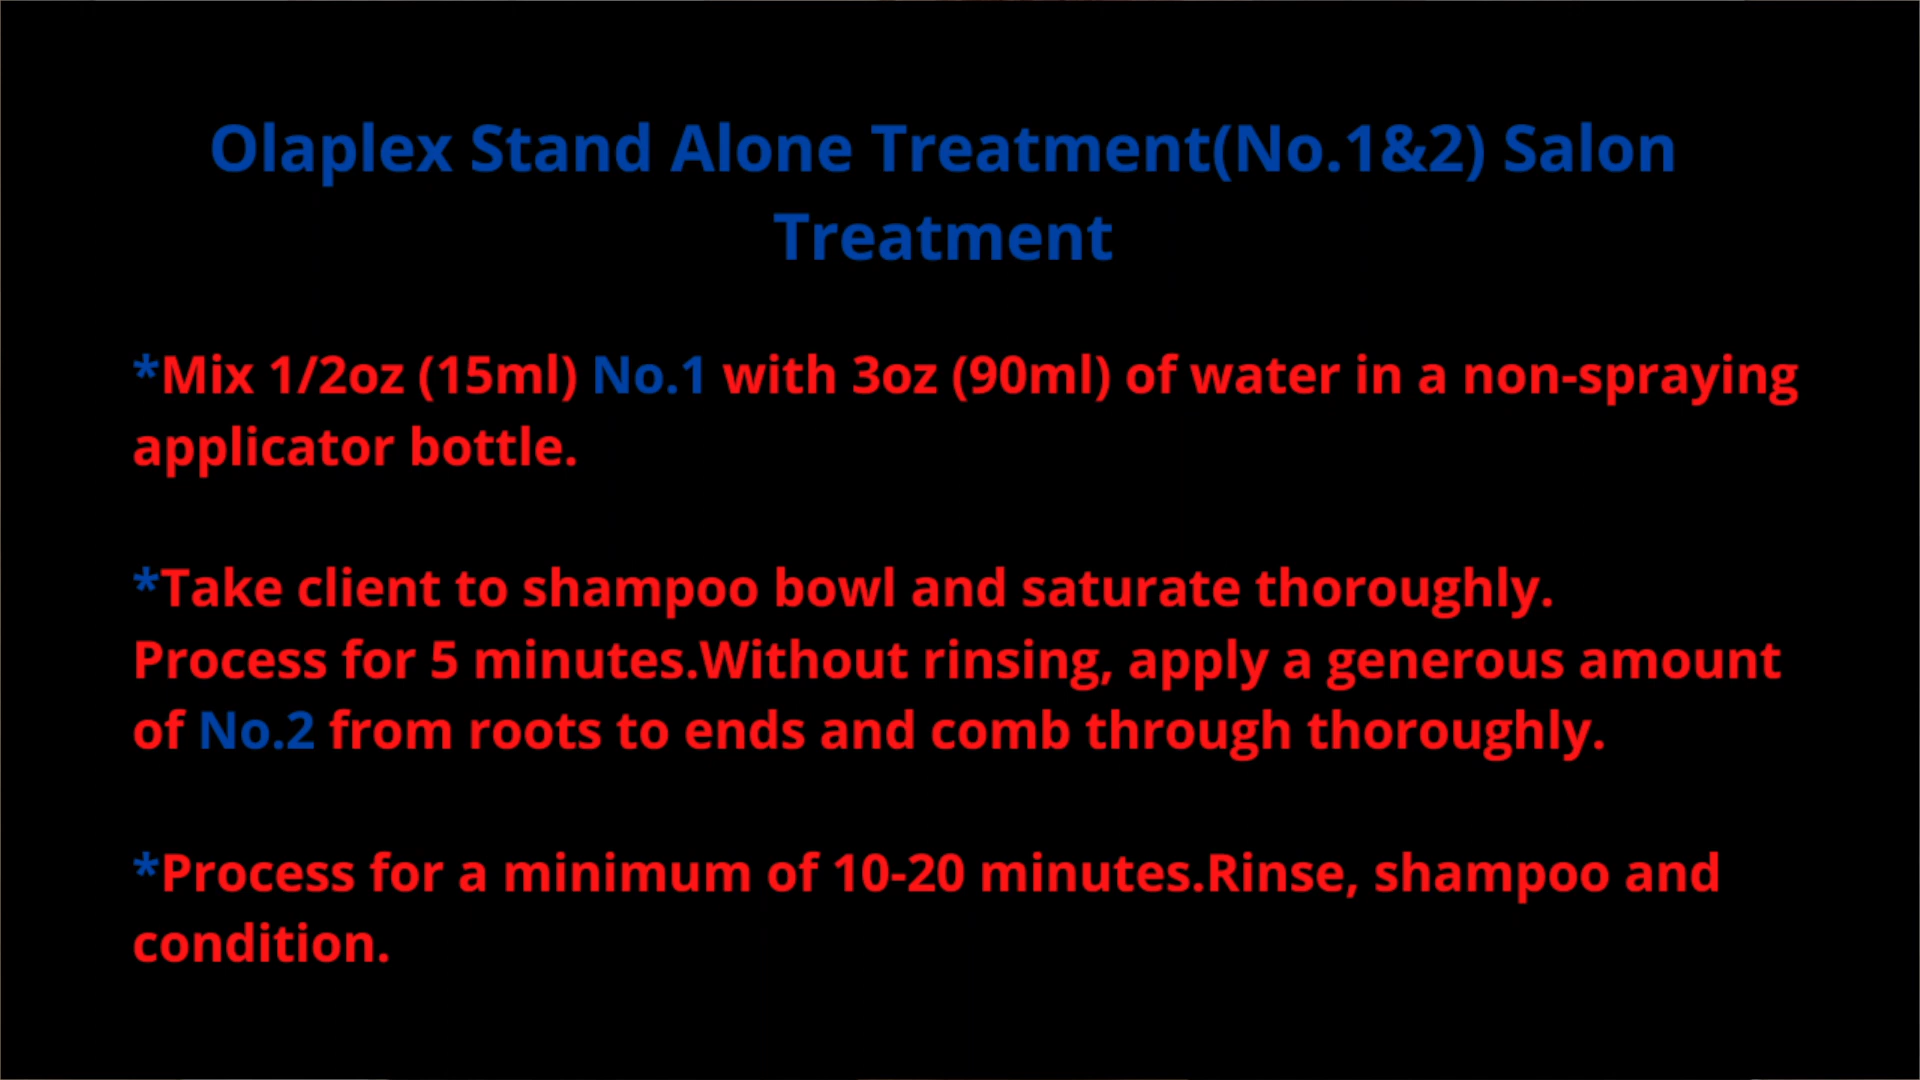 Olaplex Stand Alone Treatment(No.1&2) Salon
Treatment
*Mix 1/2oz (15ml) No.1 with 3oz (90ml) of water in a non-spraying
applicator bottle.
*Take client to shampoo bowl and saturate thoroughly.
Process for 5 minutes.Without rinsing, apply a generous amount
of No.2 from roots to ends and comb through thoroughly.
*Process for a minimum of 10-20 minutes.Rinse, shampoo and
condition.